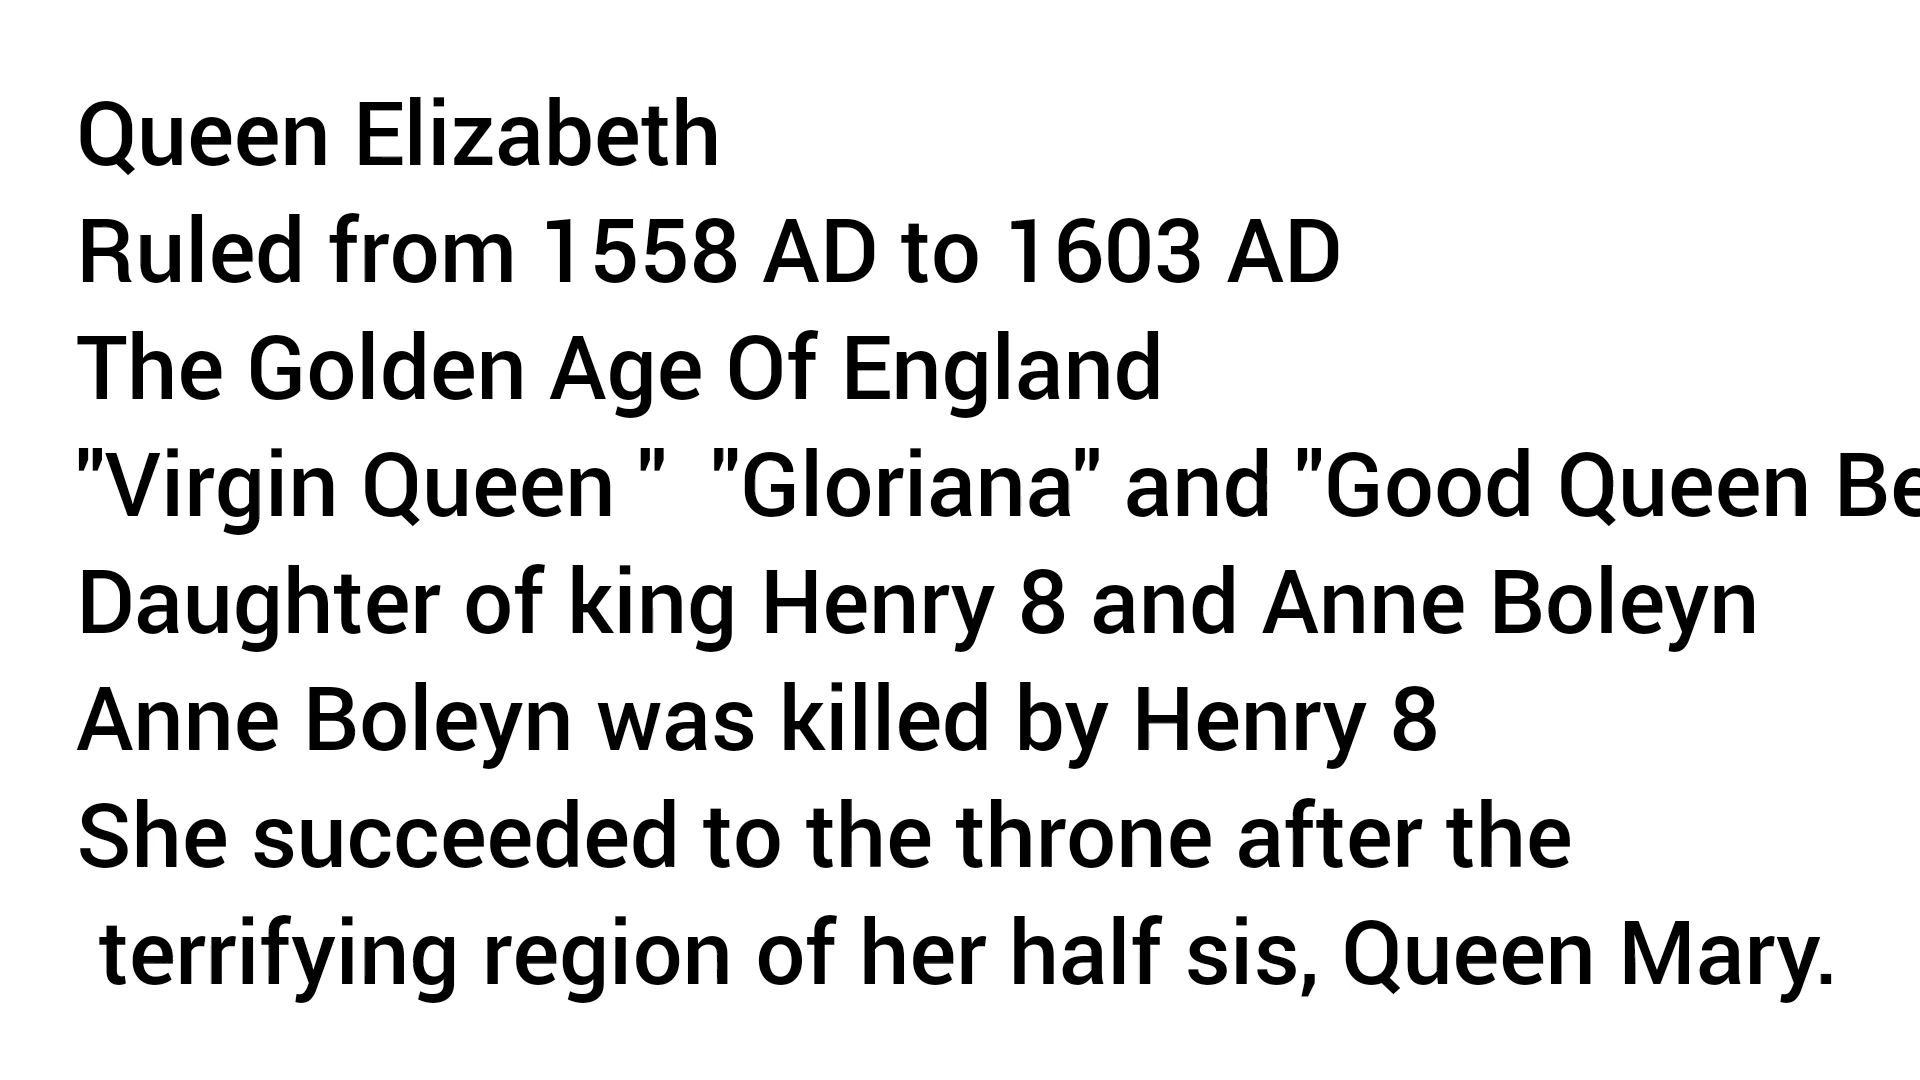 Queen Elizabeth
Ruled from 1558 AD to 1603 AD
The Golden Age Of England
"Virgin Queen "  "Gloriana" and "Good Queen
Daughter of king Henry 8 and Anne Boleyn
Anne Boleyn was killed by Henry 8
She succeeded to the throne after the
terrifying region of her half sis, Queen Mary.